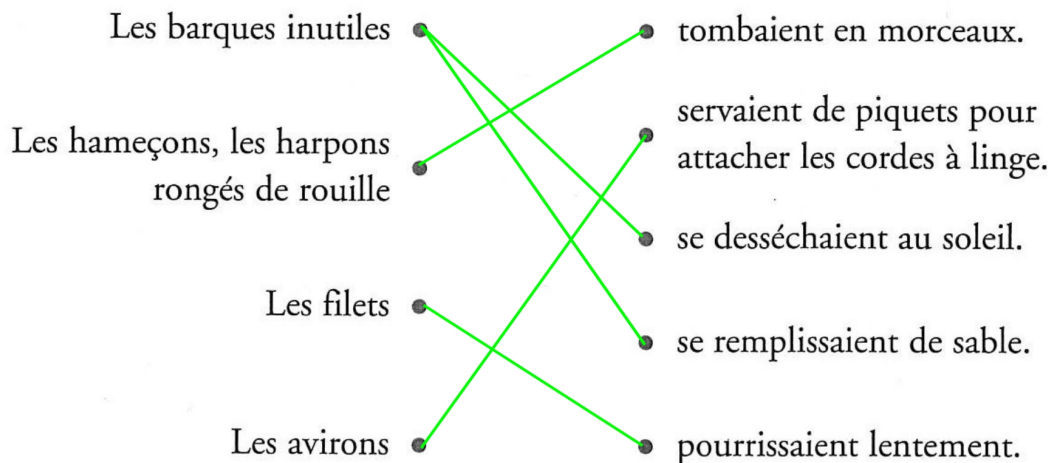 Les barques inutiles
Les hameçons, les harpons
rongés de rouille
Les filets
Les avirons
tombaient en morceaux.
servaient de piquets pour
attacher les cordes à linge.
se desséchaient au soleil.
se remplissaient de sable.
pourrissaient lentement.